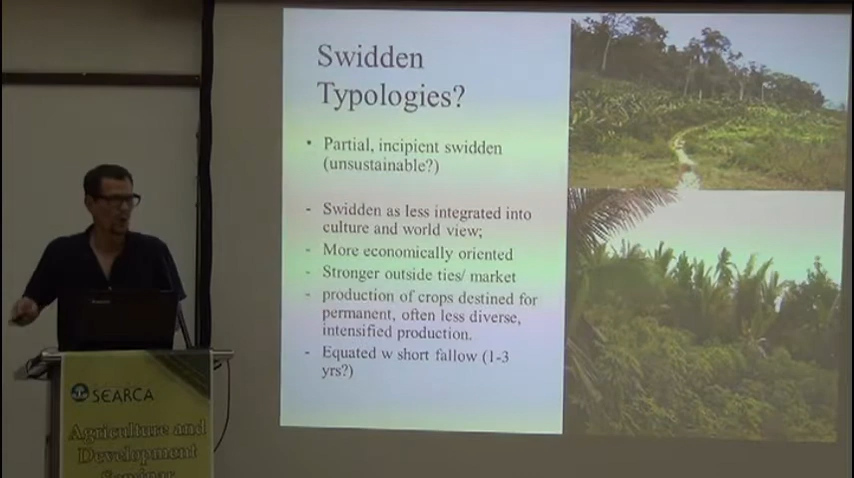 Swidden
Typologies?
• Partial, incipient swidden
(unsustainable?)
- Swidden as less integrated into
culture and world view;
- More economically oriented
- Stronger outside ties/ market
- production of crops destined for
permanent, often less diverse,
intensified production.
- Equated w short fallow (1-3
yrs?)
SEARCA
Agriculture and
Development
Seminar